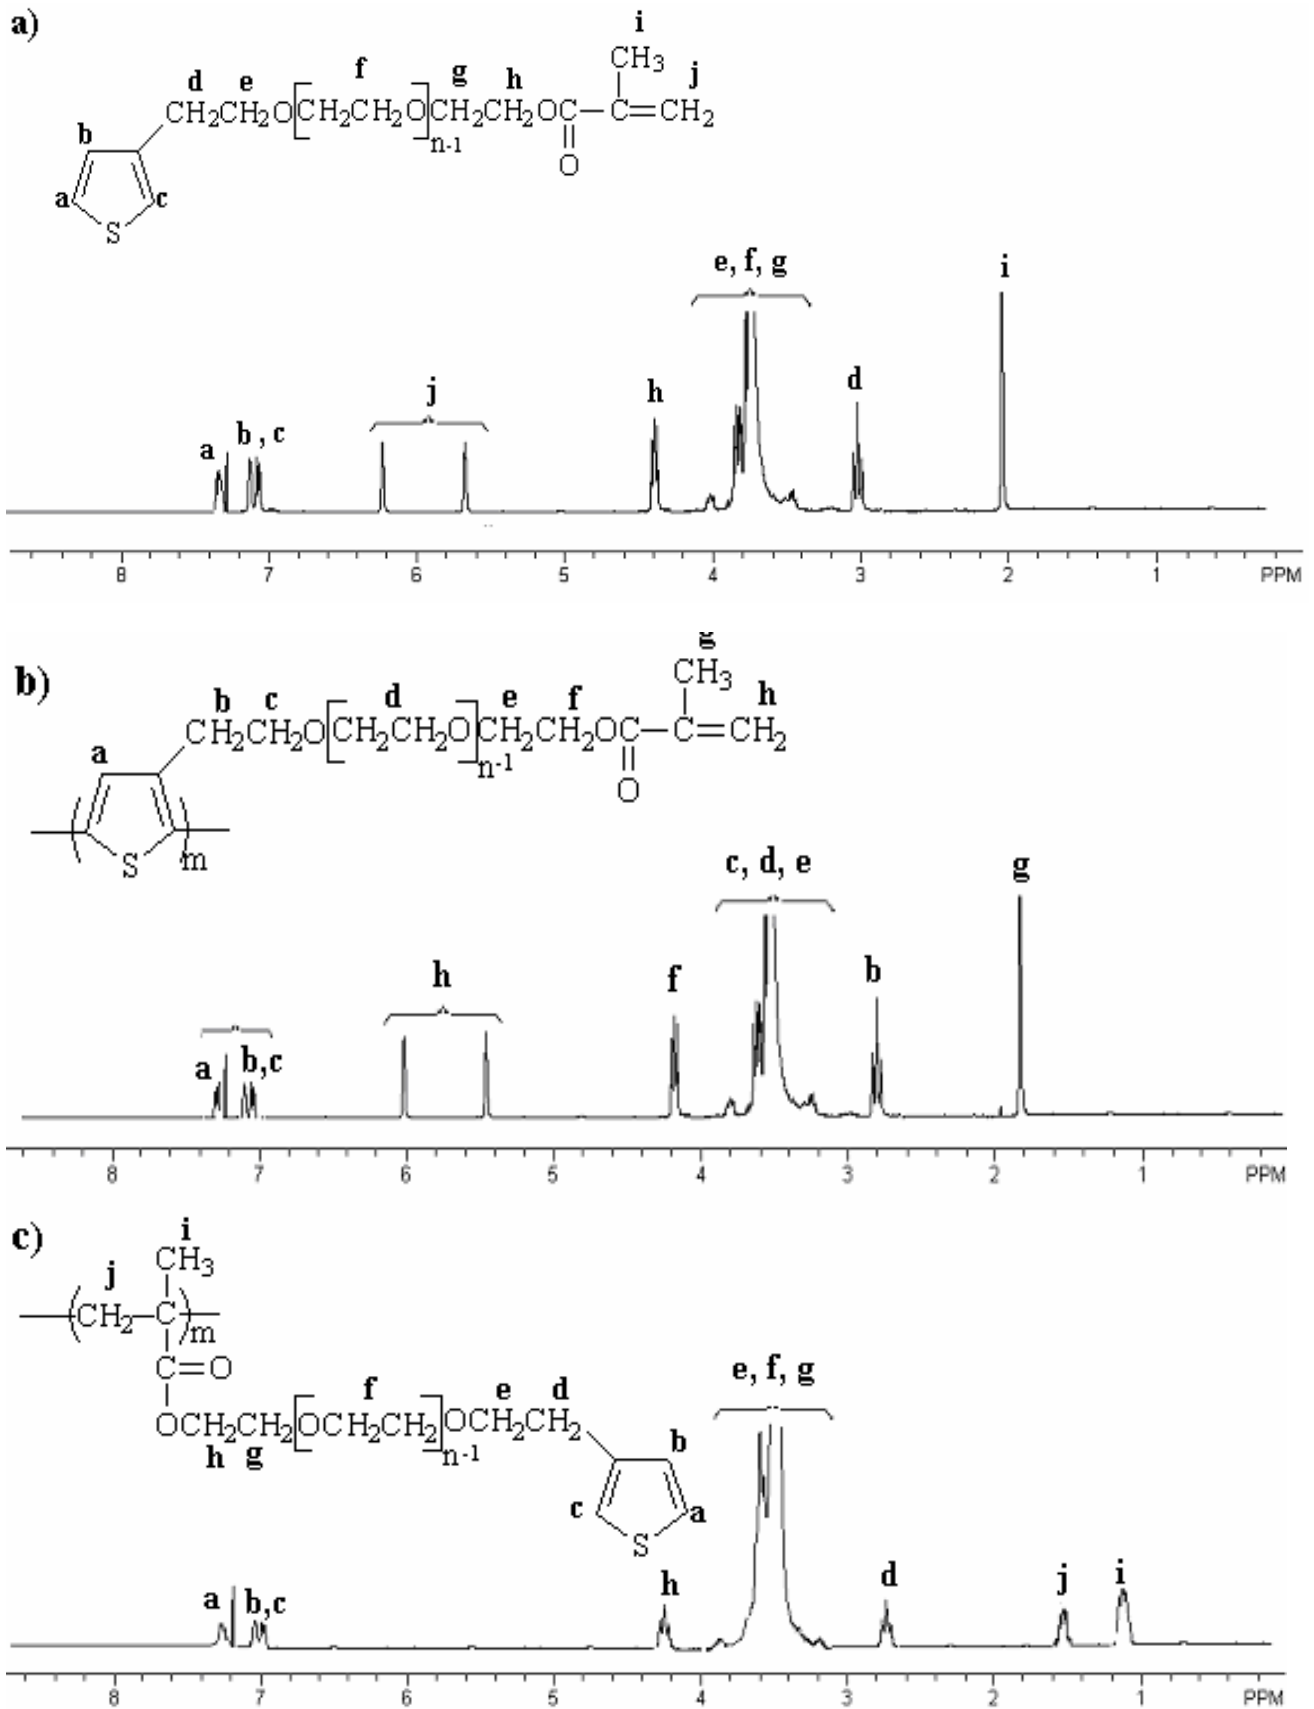 a)
i
CH3
j
d e f g h
CH2CH2O[CH2CH2O]n-1CH2CH2OC C=CH2
O
b
a c
S
e, f, g
i
j
h
d
a b , c
8 7 6 5 4 3 2 1 PPM
g
b)
CH3
h
b c d e f
CH2CH2O[CH2CH2O]n-1CH2CH2OC C=CH2
O
a
S
( )m
c, d, e
g
h
f
b
a b,c
8 7 6 5 4 3 2 1 PPM
c)
i
CH3
j
(CH2 C)m
C=O
f e d
OCH2CH2[OCH2CH2]n-1OCH2CH2
h g
b
c a
S
e, f, g
a b,c
h
d
j
i
8 7 6 5 4 3 2 1 PPM